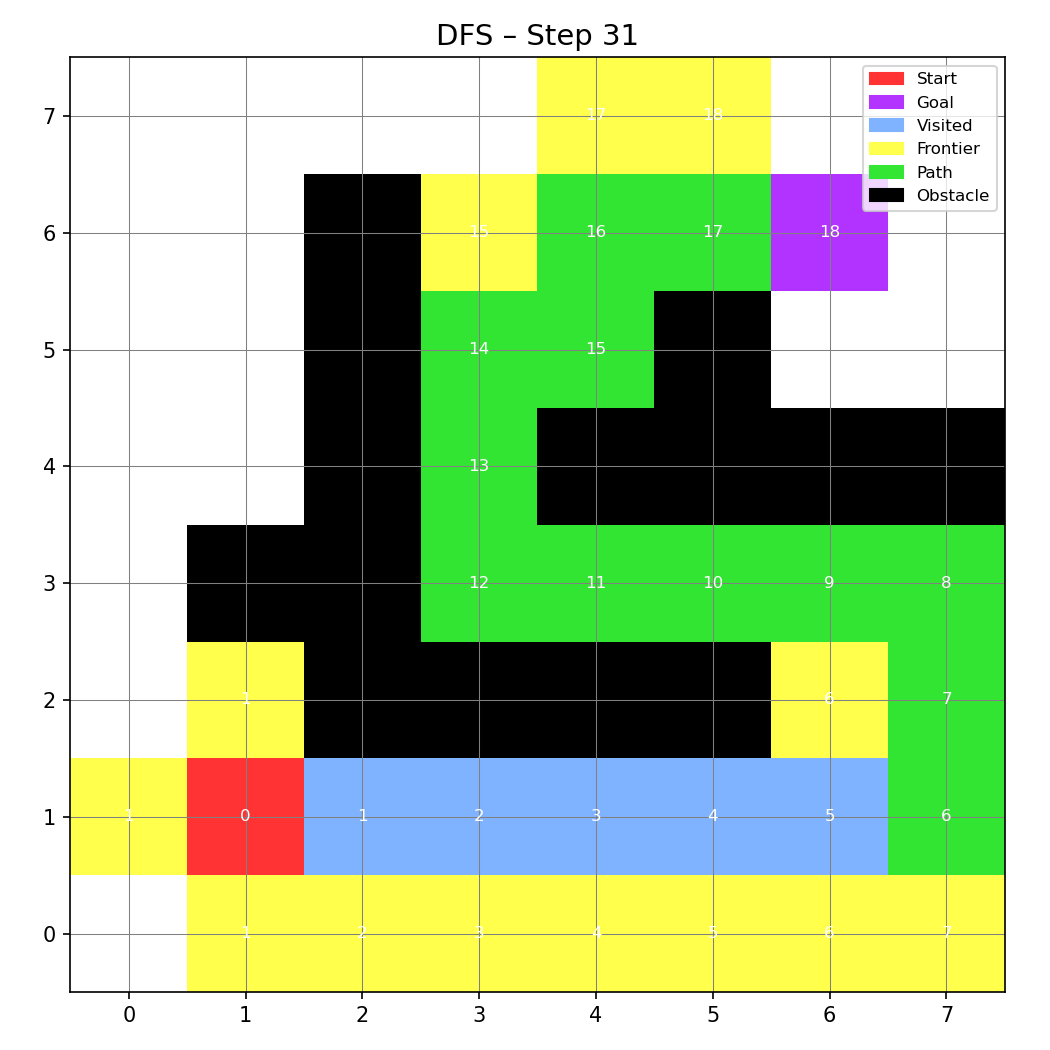 DFS – Step 31
7 17 18
Start
Goal
Visited
Frontier
Path
Obstacle
6 15 16 17 18
5 14 15
4 13
3 12 11 10 9 8
2 1 6 7
1 1 0 1 2 3 4 5 6
0 1 2 3 4 5 6 7
0 1 2 3 4 5 6 7